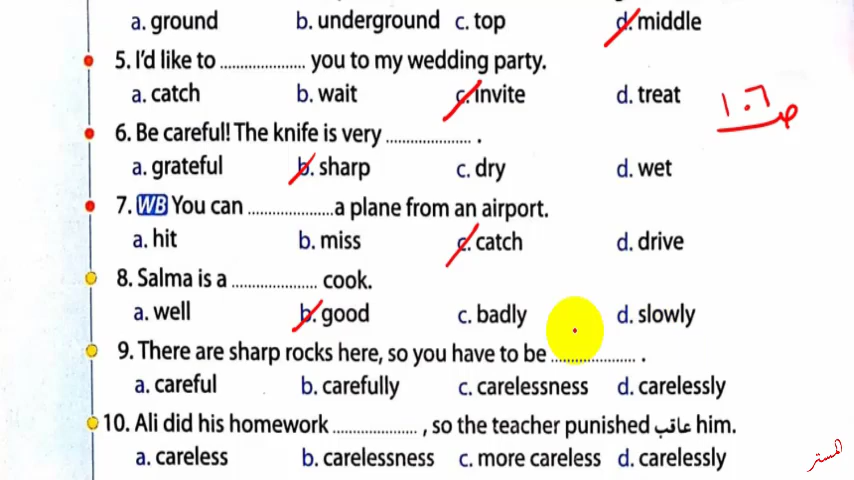 a. ground b. underground c. top d. middle
5. I'd like to .................... you to my wedding party.
a. catch b. wait c. invite d. treat
ص ١٠٦
6. Be careful! The knife is very .................... .
a. grateful b. sharp c. dry d. wet
7. WB You can ....................a plane from an airport.
a. hit b. miss c. catch d. drive
8. Salma is a .................... cook.
a. well b. good c. badly d. slowly
9. There are sharp rocks here, so you have to be .................... .
a. careful b. carefully c. carelessness d. carelessly
10. Ali did his homework .................... , so the teacher punished عاقب him.
a. careless b. carelessness c. more careless d. carelessly
المستر